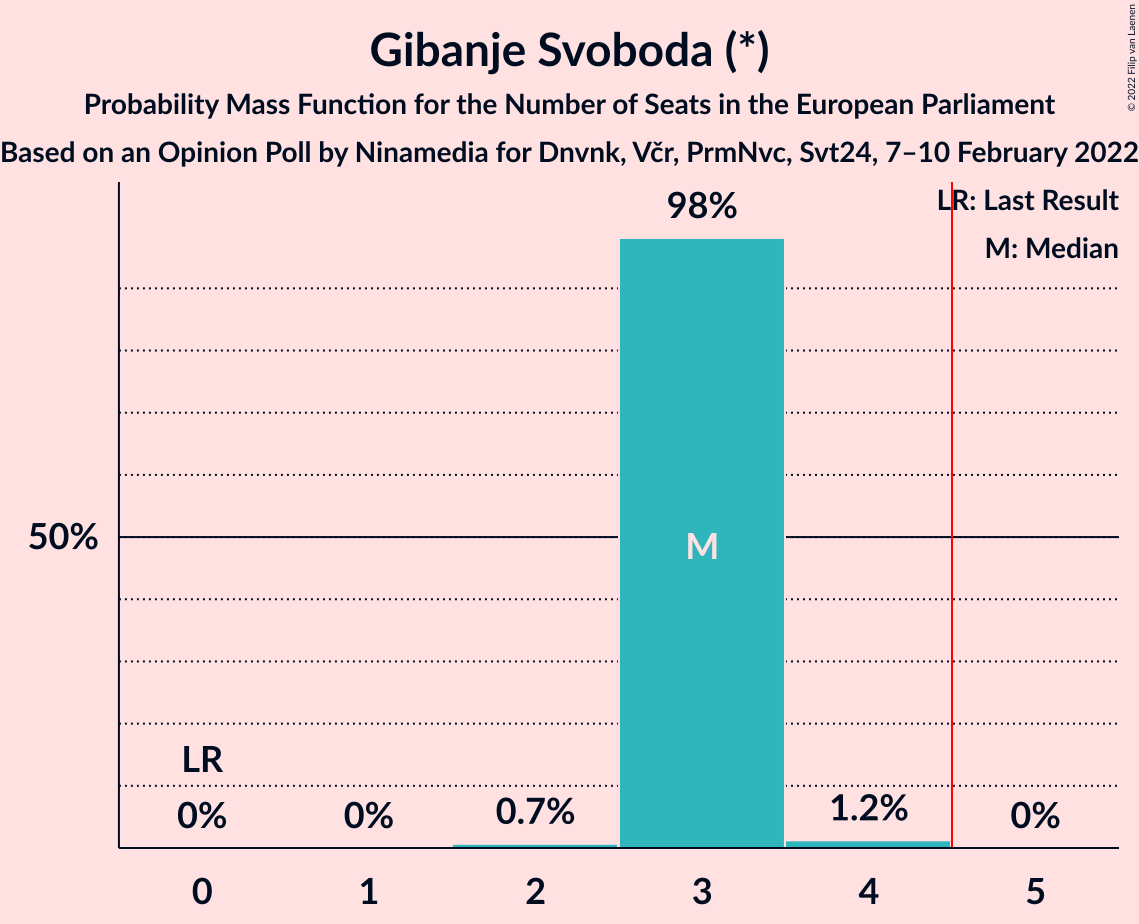 Gibanje Svoboda (*)
Probability Mass Function for the Number of Seats in the European Parliament
Based on an Opinion Poll by Ninamedia for Dnvnk, Včr, PrmNvc, Svt24, 7–10 February 2022
© 2022 Filip van Laenen
98%
LR: Last Result
M: Median
50%
M
LR
0%
0%
0.7%
1.2%
0%
0 1 2 3 4 5